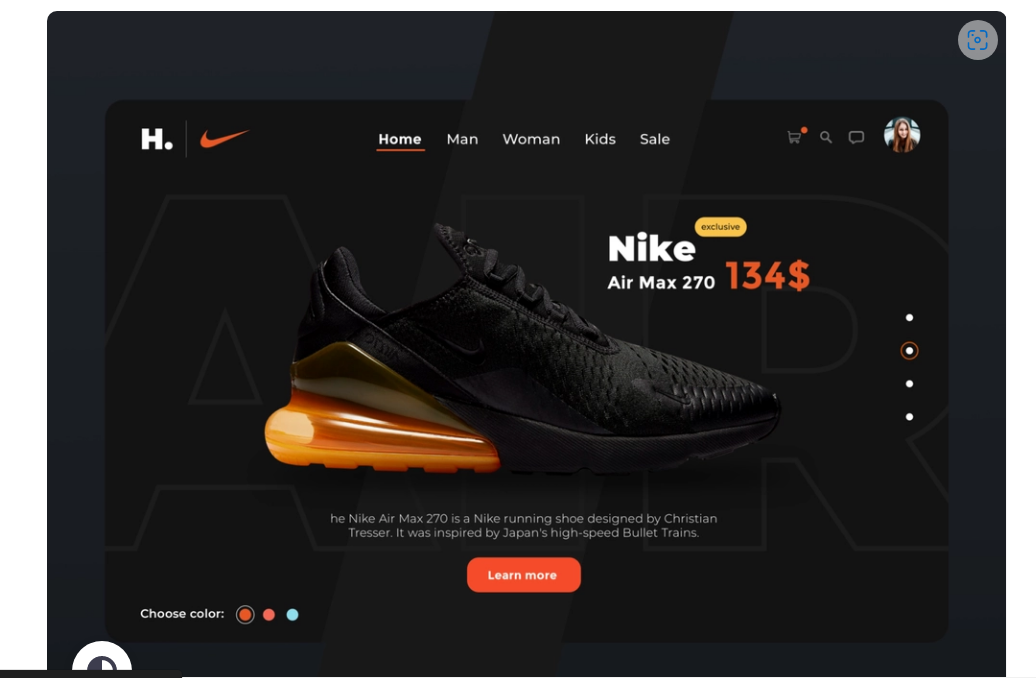 H.
Home Man Woman Kids Sale
AIR
exclusive
Nike
Air Max 270 134$
he Nike Air Max 270 is a Nike running shoe designed by Christian
Tresser. It was inspired by Japan's high-speed Bullet Trains.
Learn more
Choose color: